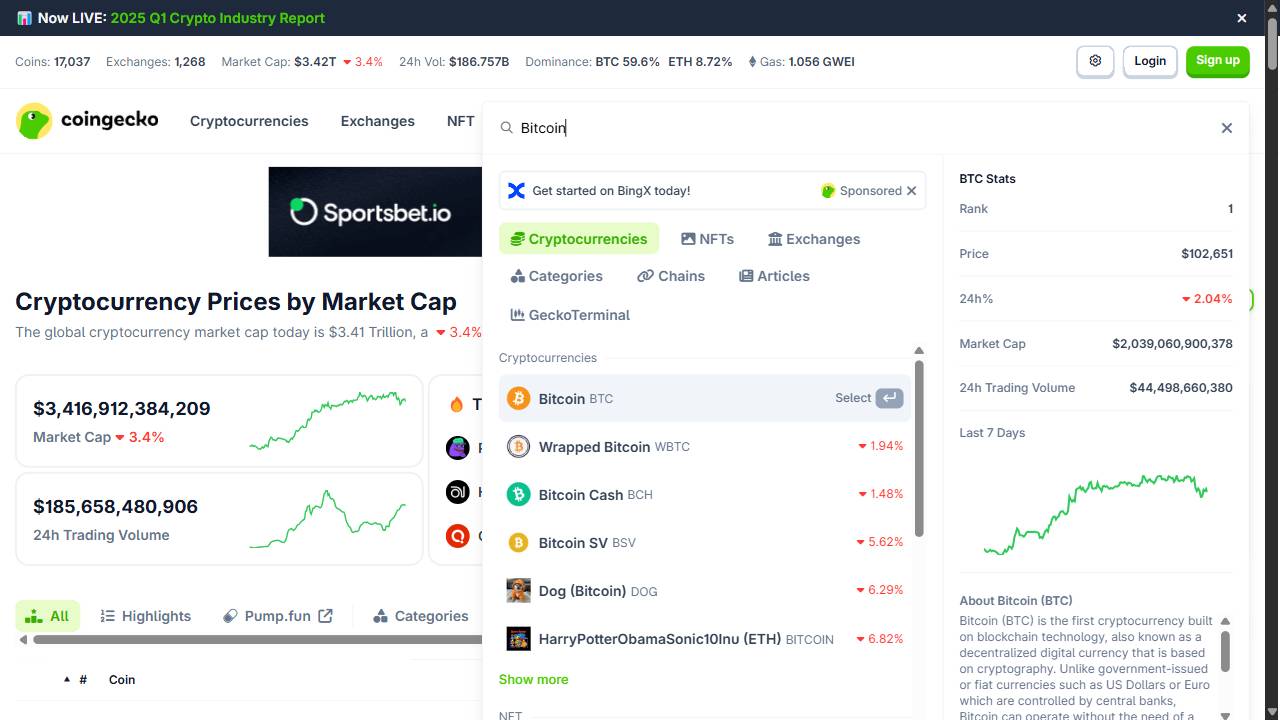 Now LIVE: 2025 Q1 Crypto Industry Report
Coins: 17,037 Exchanges: 1,268 Market Cap: $3.42T 3.4% 24h Vol: $186.757B Dominance: BTC 59.6% ETH 8.72% Gas: 1.056 GWEI
Login
Sign up
coingecko
Cryptocurrencies Exchanges NFT
Bitcoin
Sportsbet.io
Get started on BingX today!
Sponsored
Cryptocurrencies NFTs Exchanges
Categories Chains Articles
GeckoTerminal
Cryptocurrency Prices by Market Cap
The global cryptocurrency market cap today is $3.41 Trillion, a 3.4%
$3,416,912,384,209
Market Cap 3.4%
$185,658,480,906
24h Trading Volume
All Highlights Pump.fun Categories
# Coin
Cryptocurrencies
Bitcoin BTC Select
Wrapped Bitcoin WBTC 1.94%
Bitcoin Cash BCH 1.48%
Bitcoin SV BSV 5.62%
Dog (Bitcoin) DOG 6.29%
HarryPotterObamaSonic10Inu (ETH) BITCOIN 6.82%
Show more
NFT
BTC Stats
Rank 1
Price $102,651
24h% 2.04%
Market Cap $2,039,060,900,378
24h Trading Volume $44,498,660,380
Last 7 Days
About Bitcoin (BTC)
Bitcoin (BTC) is the first cryptocurrency built
on blockchain technology, also known as a
decentralized digital currency that is based
on cryptography. Unlike government-issued
or fiat currencies such as US Dollars or Euro
which are controlled by central banks,
Bitcoin can operate without the need of a